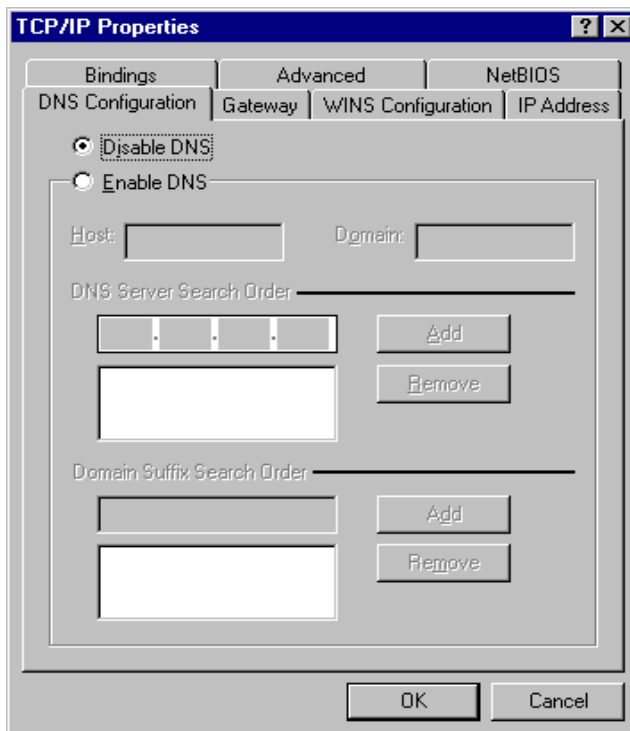 TCP/IP Properties
Bindings Advanced NetBIOS
DNS Configuration Gateway WINS Configuration IP Address
Disable DNS
Enable DNS
Host: Domain:
DNS Server Search Order
. . . Add
Remove
Domain Suffix Search Order
Add
Remove
OK Cancel